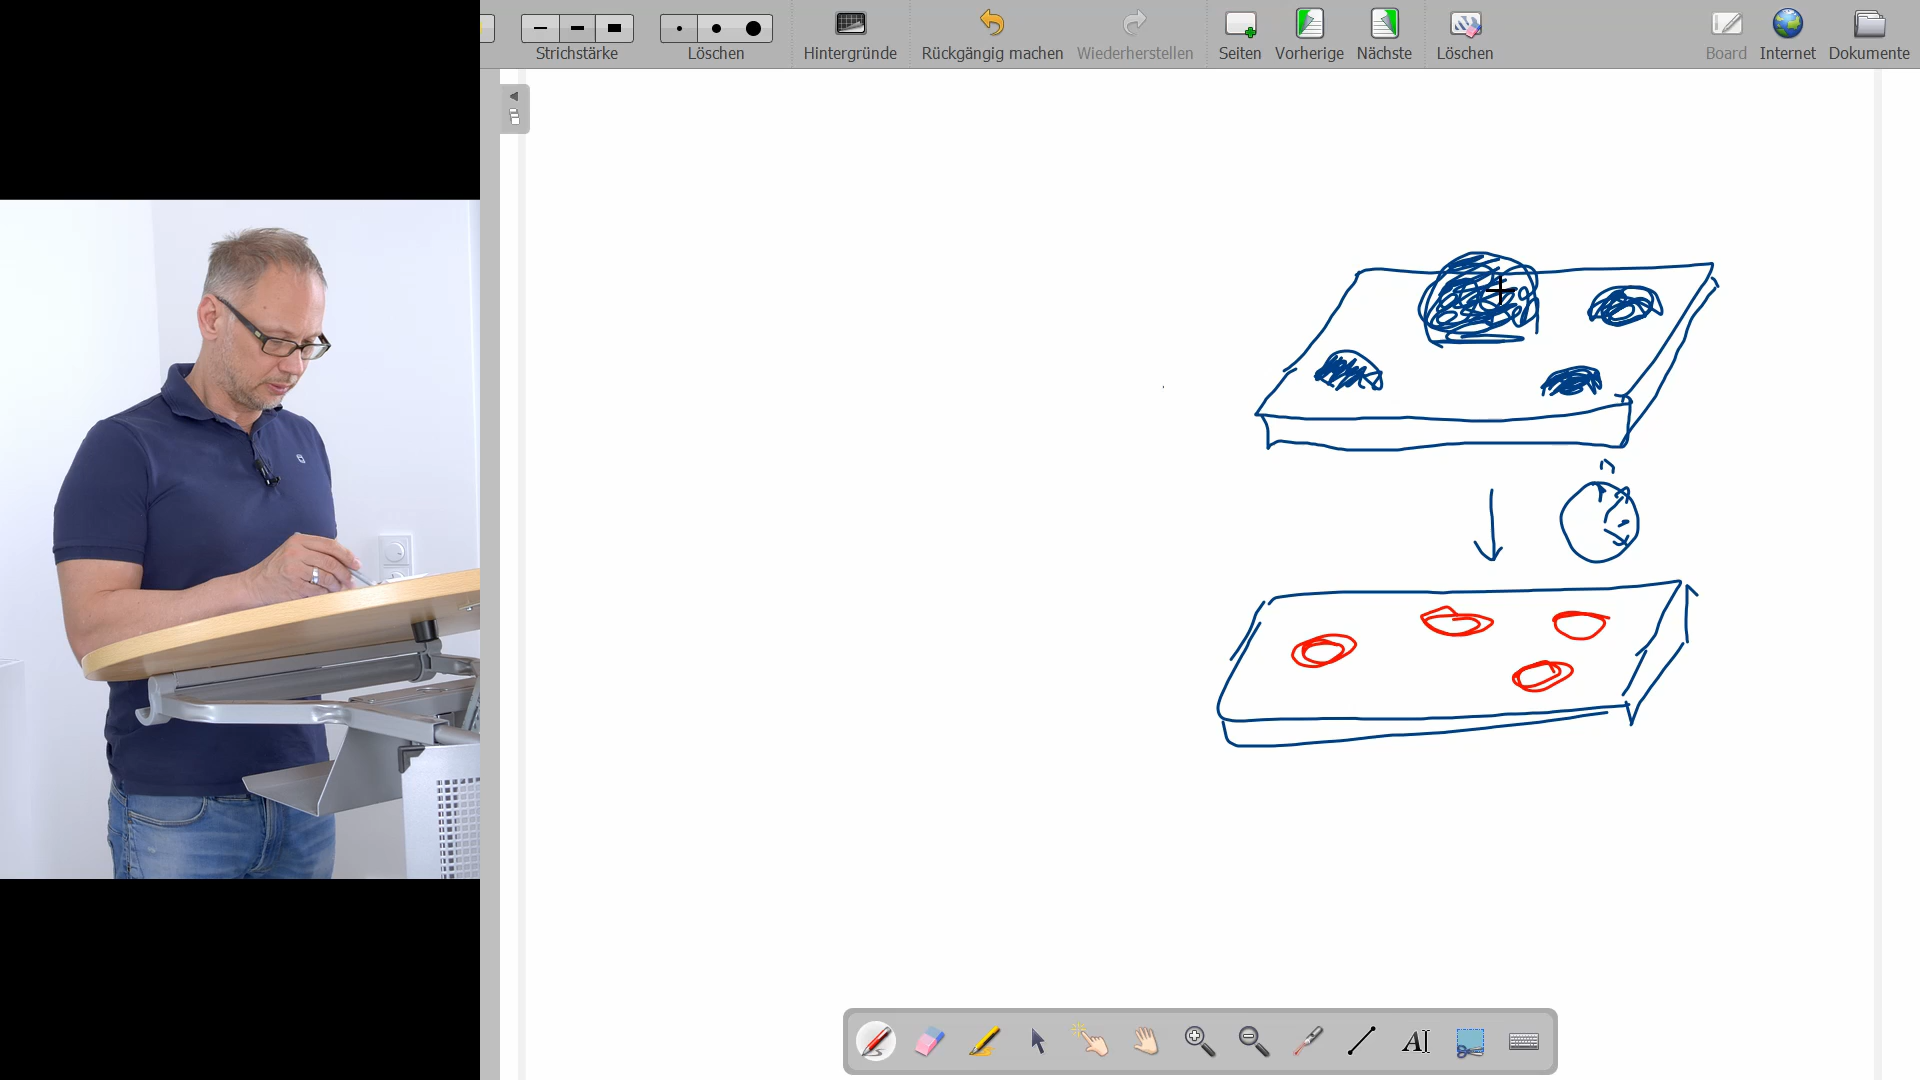 Strichstärke
Löschen
Hintergründe
Rückgängig machen
Wiederherstellen
Seiten
Vorherige
Nächste
Löschen
Board
Internet
Dokumente